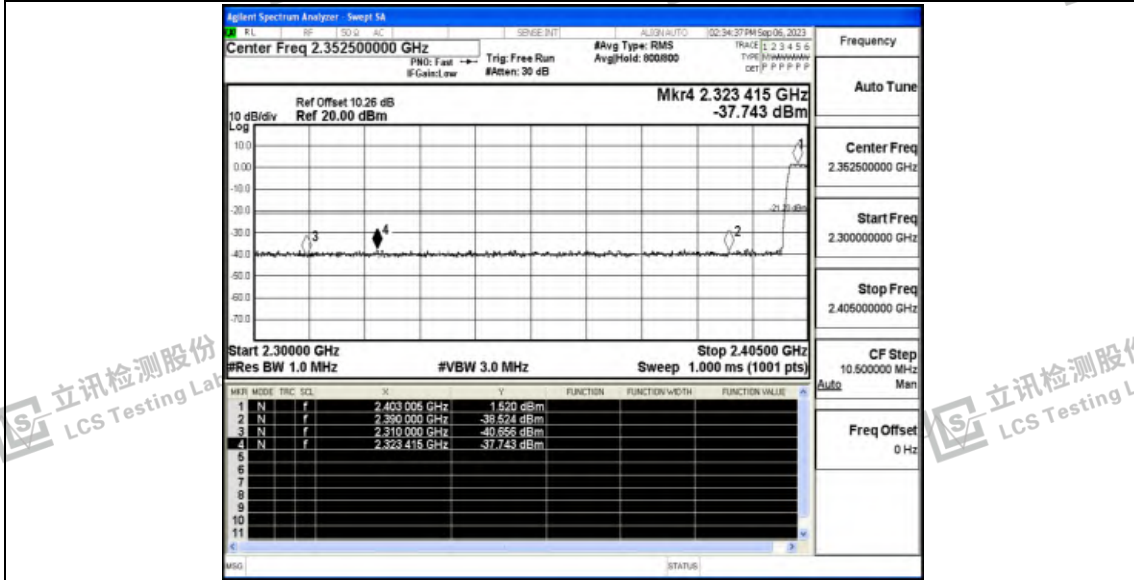 Agilent Spectrum Analyzer - Swept SA
RL RF 50 Ω AC SENSE:INT ALIGN AUTO 02:34:37 PM Sep 06, 2023
Center Freq 2.352500000 GHz
PNO: Fast
IFGain:Low
Trig: Free Run
#Atten: 30 dB
#Avg Type: RMS
Avg|Hold: 800/800
TRACE 1 2 3 4 5 6
TYPE MWWWWW
DET P P P P P P
Ref Offset 10.26 dB
Ref 20.00 dBm
10 dB/div
Log
Mkr4 2.323 415 GHz
-37.743 dBm
10.0
0.00
-10.0
-20.0
-30.0
-40.0
-50.0
-60.0
-70.0
1
2
3
4
Start 2.30000 GHz
Stop 2.40500 GHz
#Res BW 1.0 MHz
#VBW 3.0 MHz
Sweep 1.000 ms (1001 pts)
MKR MODE TRC SCL X Y FUNCTION FUNCTION WIDTH FUNCTION VALUE
1 N f 2.403 005 GHz 1.520 dBm
2 N f 2.390 000 GHz -38.524 dBm
3 N f 2.310 000 GHz -40.656 dBm
4 N f 2.323 415 GHz -37.743 dBm
5
6
7
8
9
10
11
MSG
STATUS
Frequency
Auto Tune
Center Freq
2.352500000 GHz
Start Freq
2.300000000 GHz
Stop Freq
2.405000000 GHz
CF Step
10.500000 MHz
Auto Man
Freq Offset
0 Hz
立讯检测股份
LCS Testing Lab
立讯检测股份
LCS Testing L